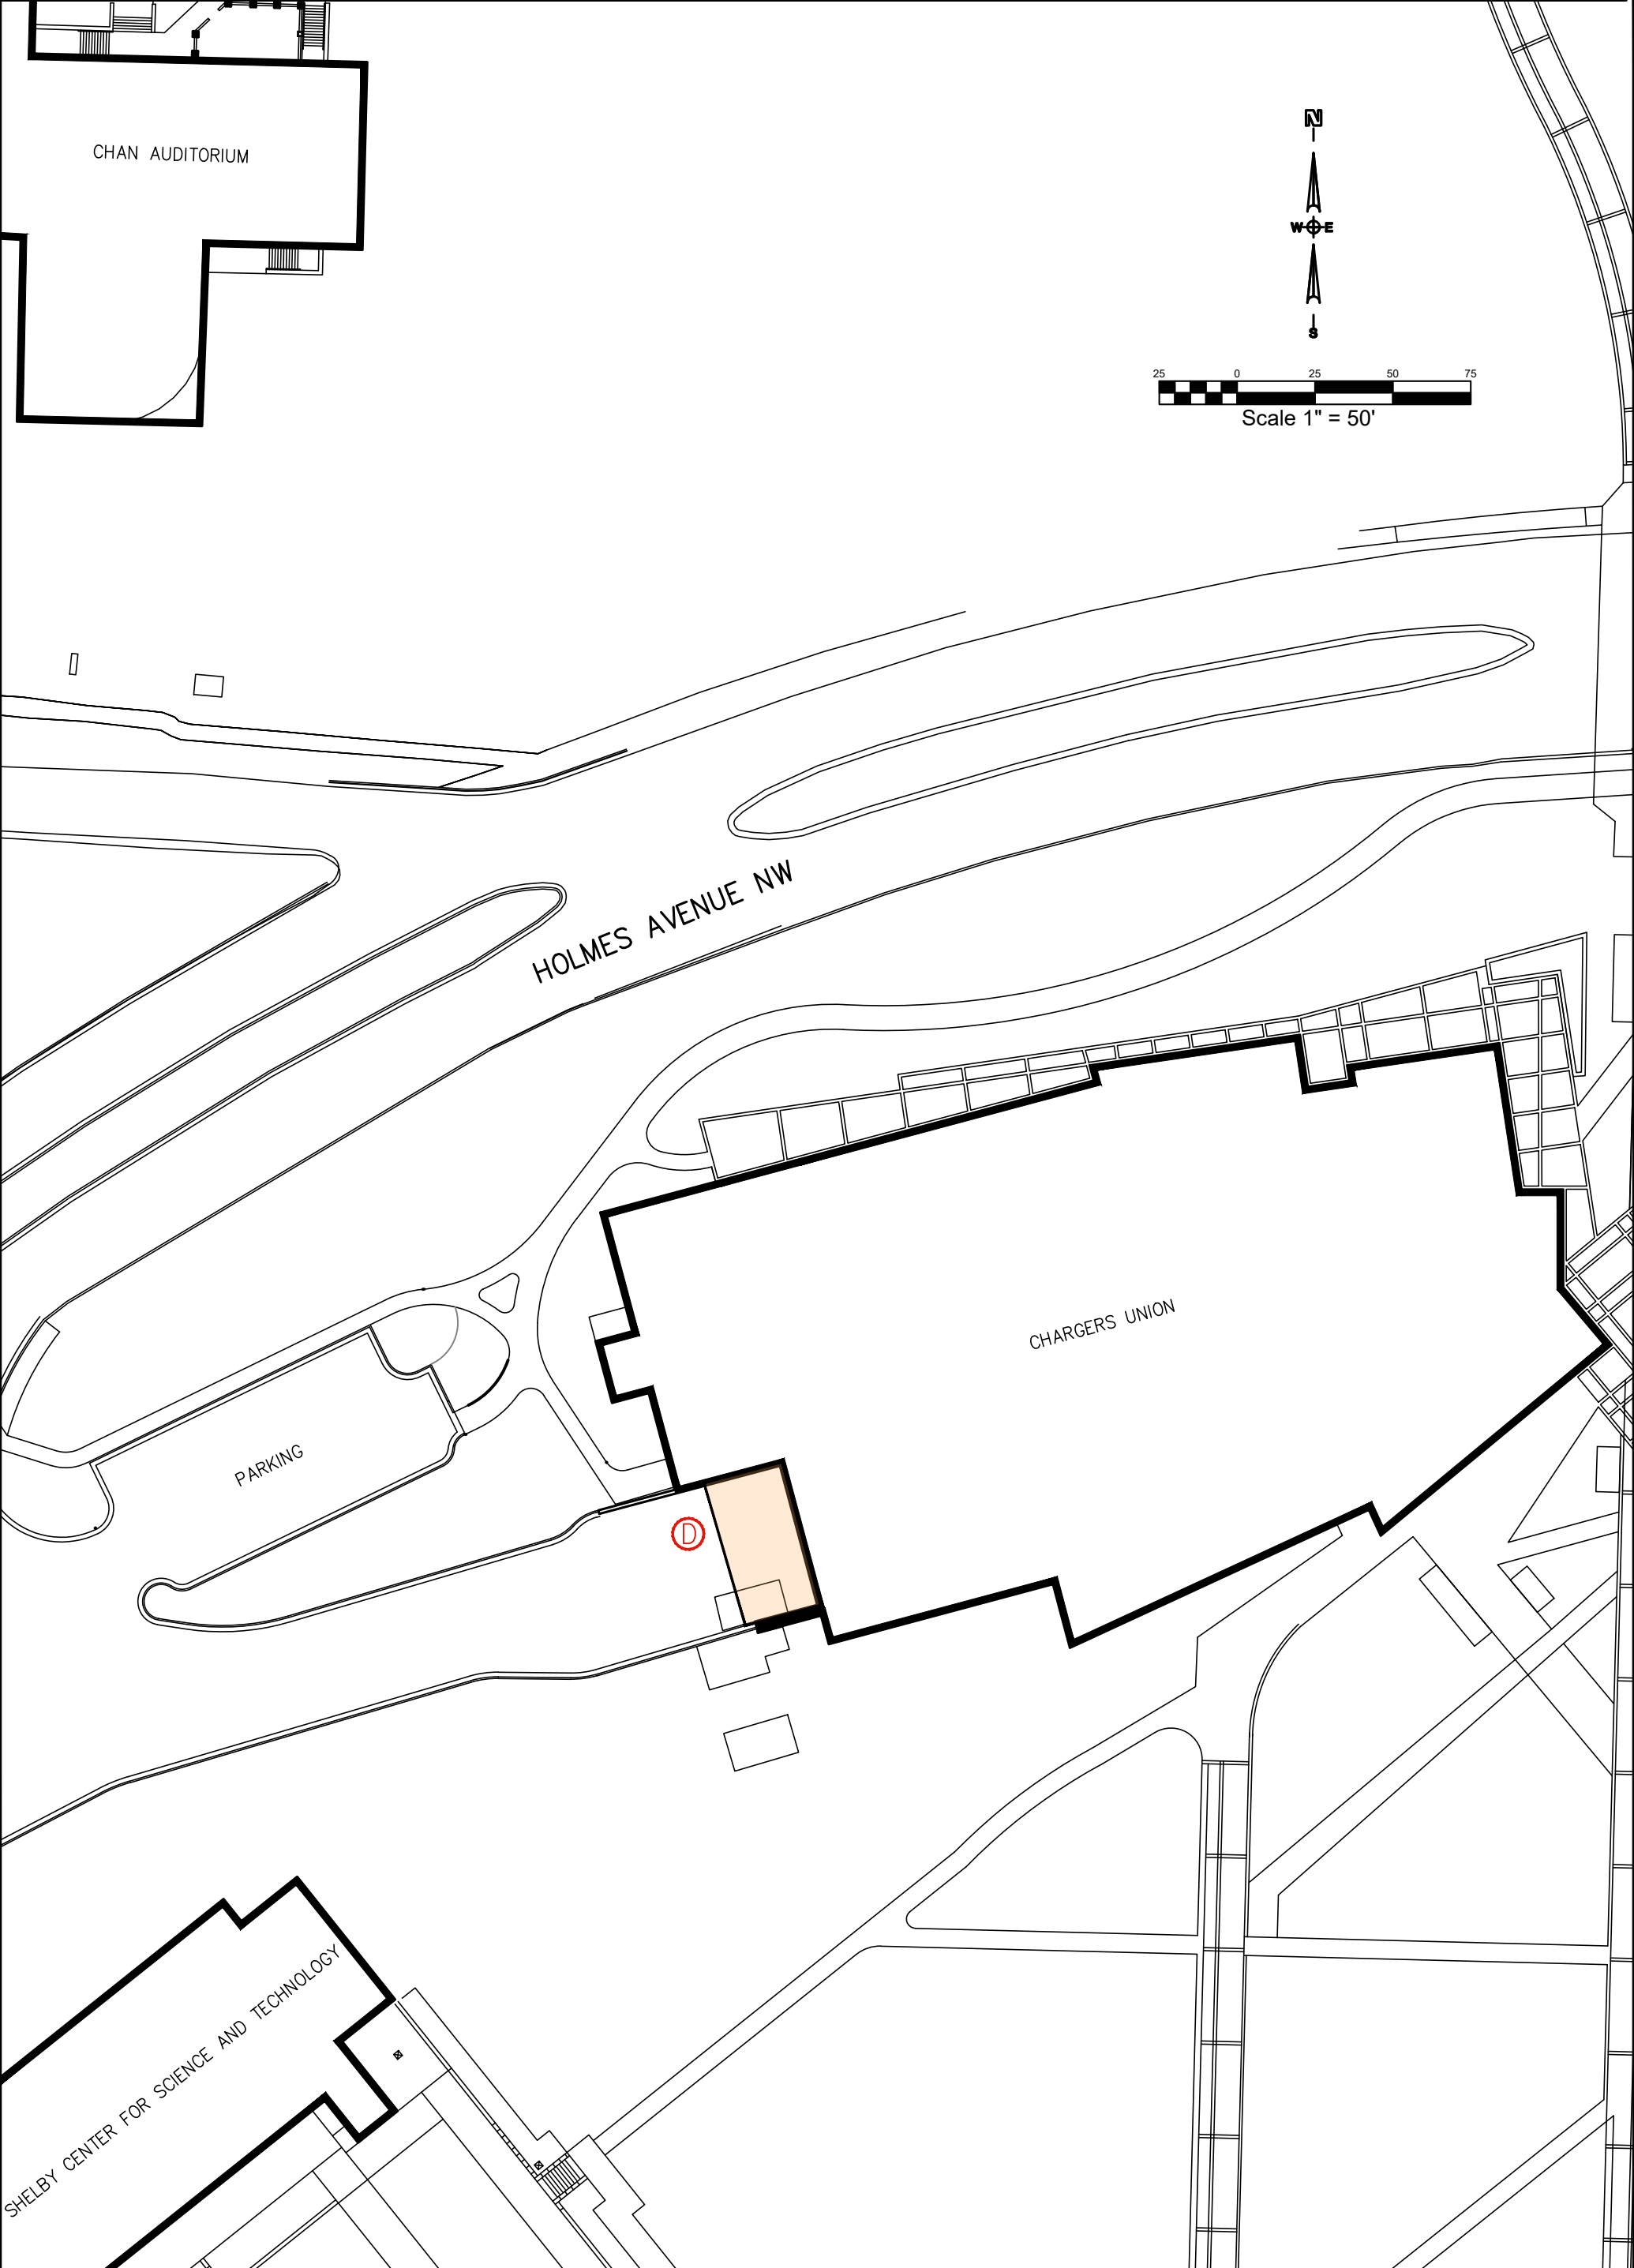 CHAN AUDITORIUM
N
W E
S
25 0 25 50 75
Scale 1" = 50'
HOLMES AVENUE NW
CHARGERS UNION
PARKING
D
SHELBY CENTER FOR SCIENCE AND TECHNOLOGY